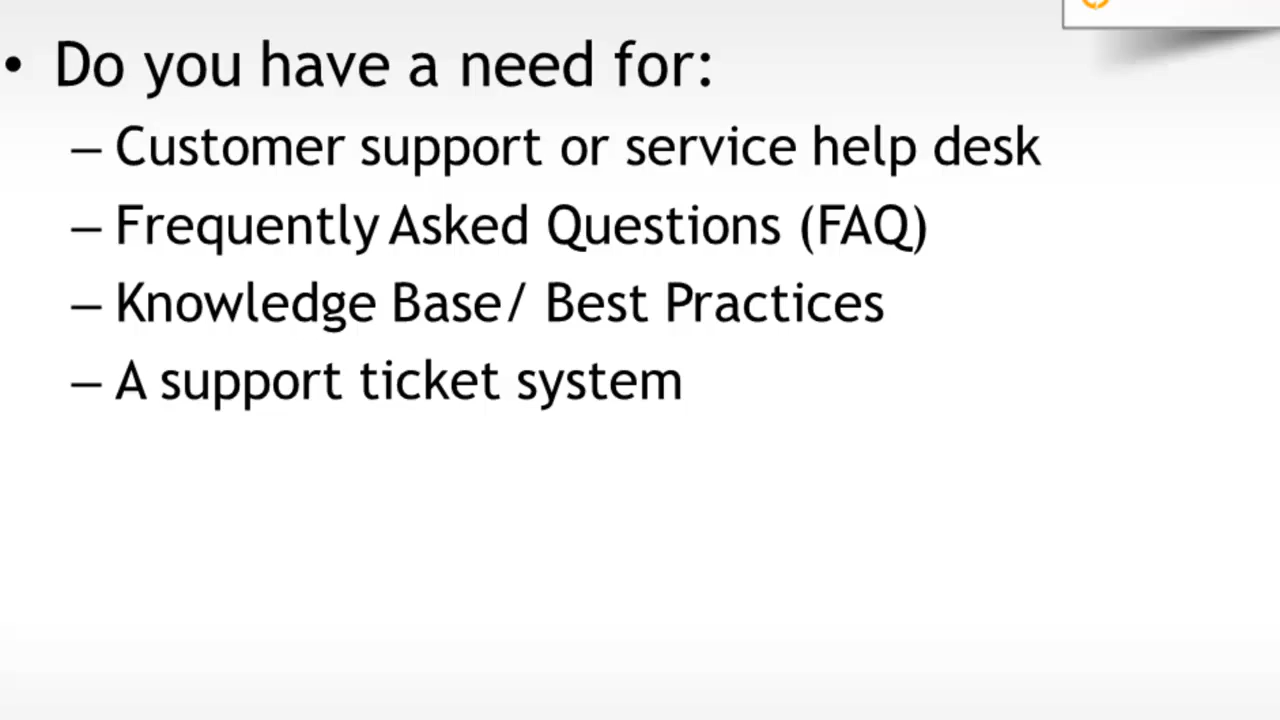 • Do you have a need for:
– Customer support or service help desk
– Frequently Asked Questions (FAQ)
– Knowledge Base/ Best Practices
– A support ticket system